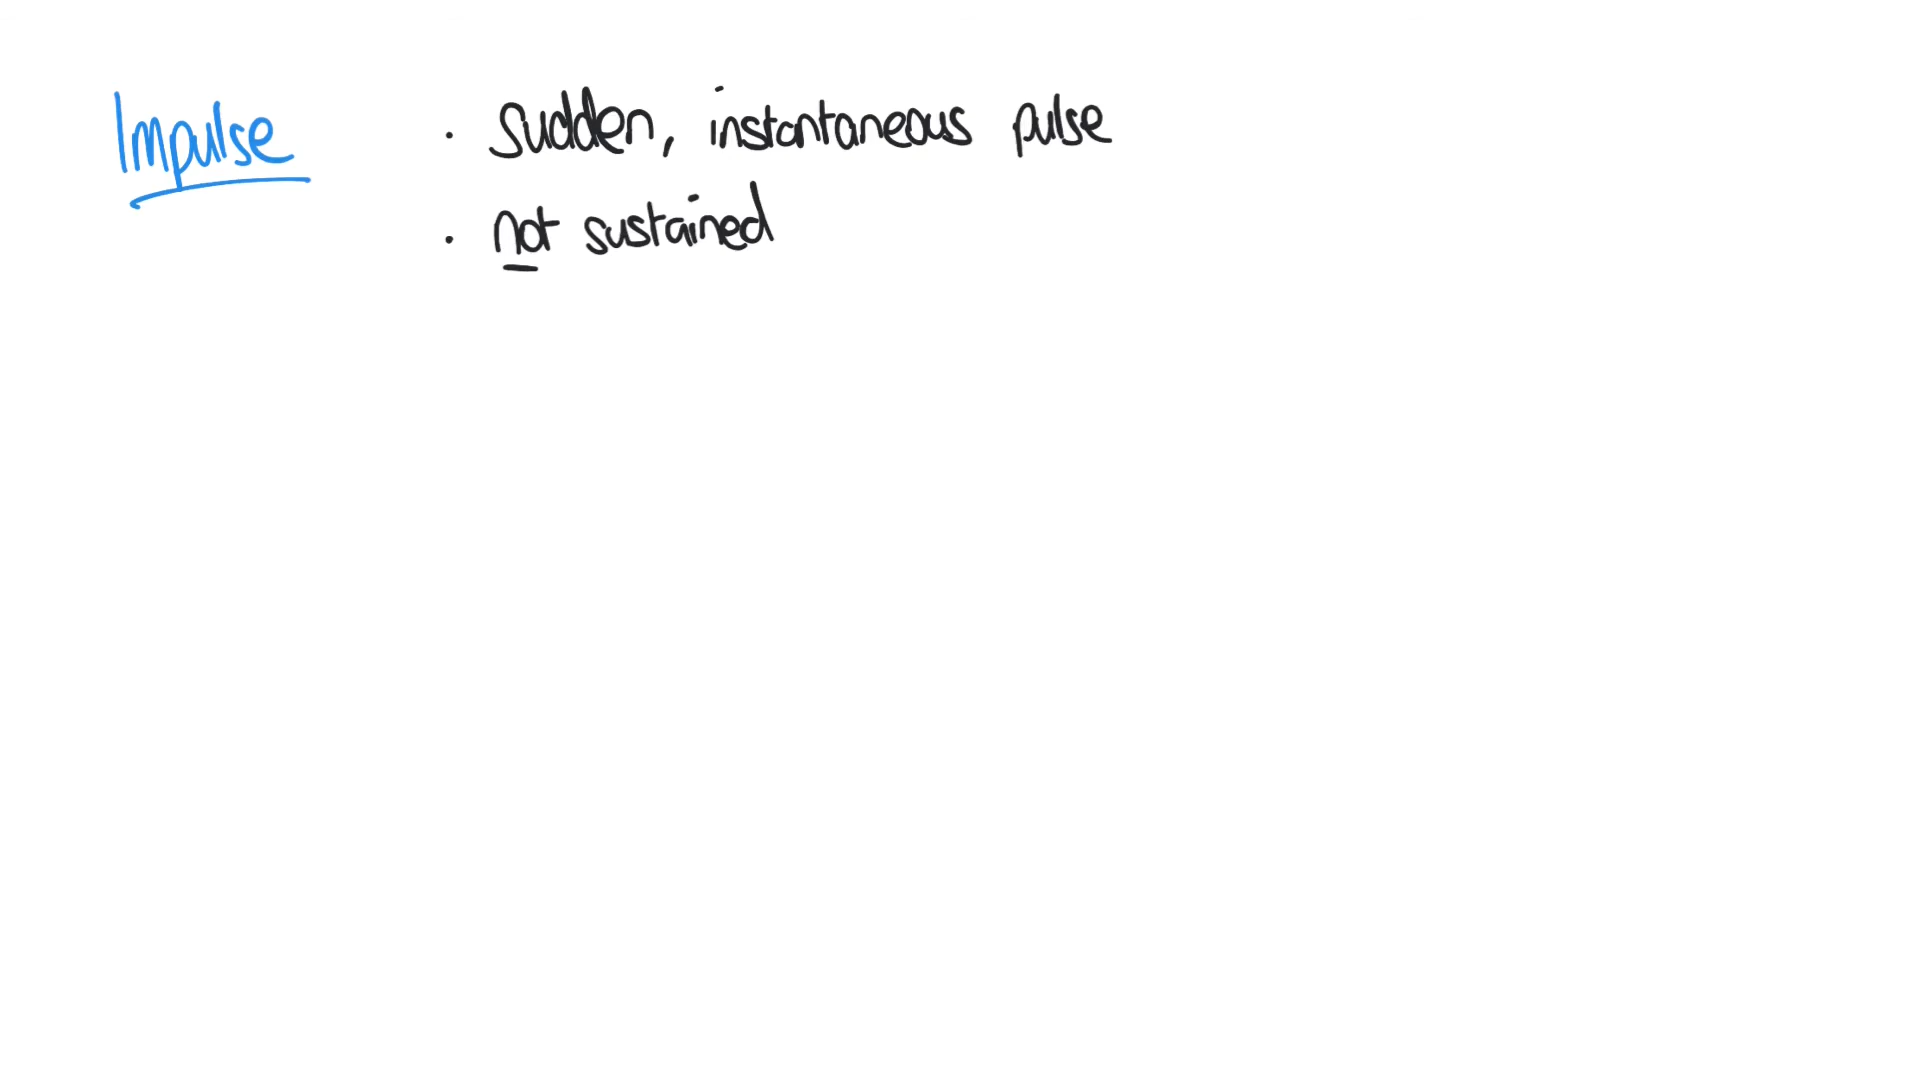 Impulse · sudden, instantaneous pulse
· not sustained